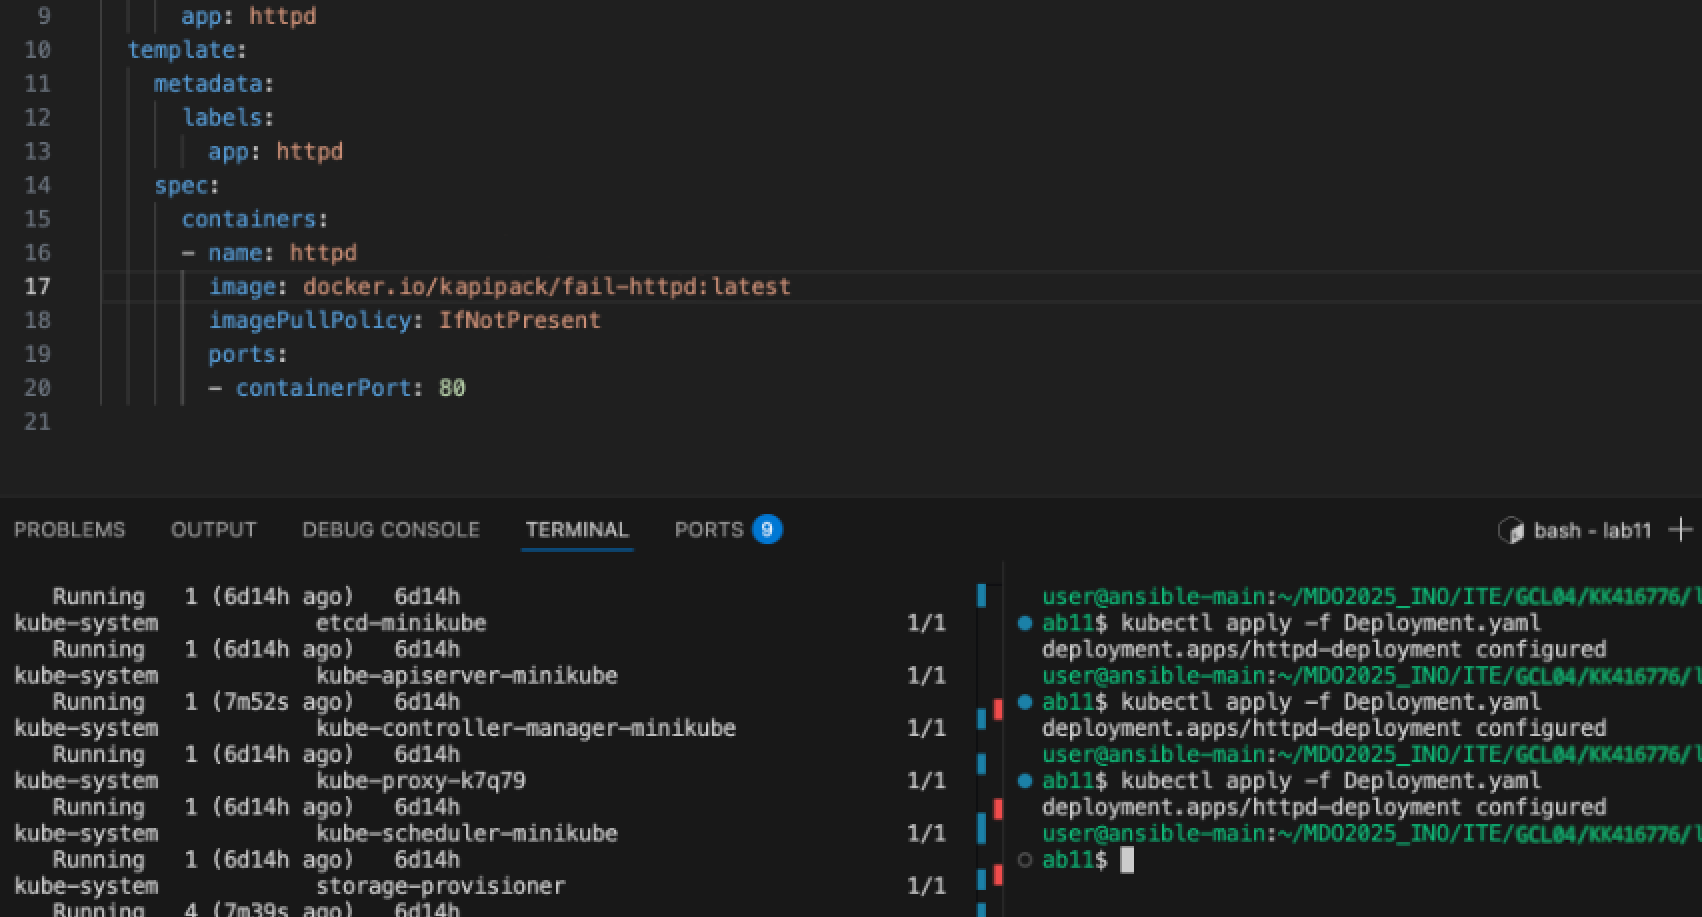 9 app: httpd
10 template:
11 metadata:
12 labels:
13 app: httpd
14 spec:
15 containers:
16 - name: httpd
17 image: docker.io/kapipack/fail-httpd:latest
18 imagePullPolicy: IfNotPresent
19 ports:
20 - containerPort: 80
21
PROBLEMS OUTPUT DEBUG CONSOLE TERMINAL PORTS 9 bash - lab11
Running 1 (6d14h ago) 6d14h
kube-system etcd-minikube 1/1
Running 1 (6d14h ago) 6d14h
kube-system kube-apiserver-minikube 1/1
Running 1 (7m52s ago) 6d14h
kube-system kube-controller-manager-minikube 1/1
Running 1 (6d14h ago) 6d14h
kube-system kube-proxy-k7q79 1/1
Running 1 (6d14h ago) 6d14h
kube-system kube-scheduler-minikube 1/1
Running 1 (6d14h ago) 6d14h
kube-system storage-provisioner 1/1
Running 4 (7m39s ago) 6d14h
user@ansible-main:~/MDO2025_INO/ITE/GCL04/KK416776/l
ab11$ kubectl apply -f Deployment.yaml
deployment.apps/httpd-deployment configured
user@ansible-main:~/MDO2025_INO/ITE/GCL04/KK416776/l
ab11$ kubectl apply -f Deployment.yaml
deployment.apps/httpd-deployment configured
user@ansible-main:~/MDO2025_INO/ITE/GCL04/KK416776/l
ab11$ kubectl apply -f Deployment.yaml
deployment.apps/httpd-deployment configured
user@ansible-main:~/MDO2025_INO/ITE/GCL04/KK416776/l
ab11$